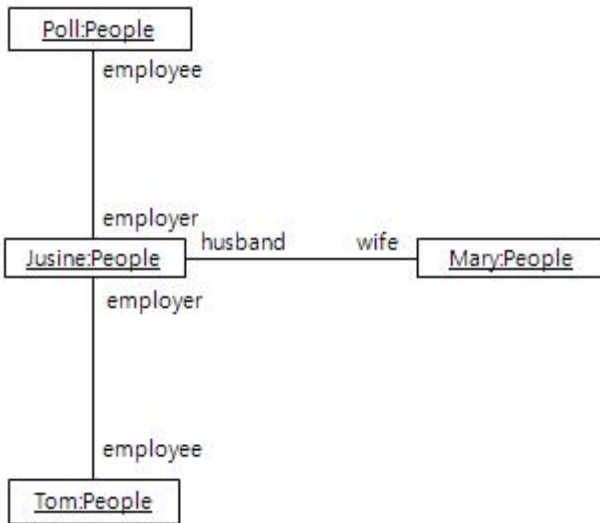 Poll:People
employee
employer
Jusine:People
husband
wife
Mary:People
employer
employee
Tom:People